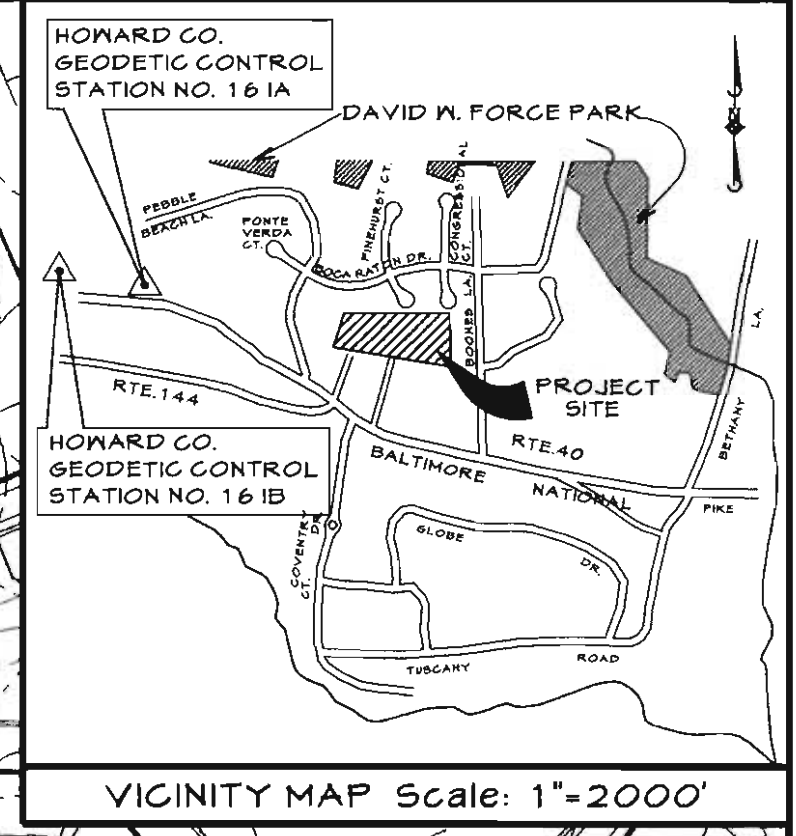 HOWARD CO.
GEODETIC CONTROL
STATION NO. 16 IA
DAVID W. FORCE PARK
N
PEBBLE
BEACH LA.
PONTE
VERDA
CT.
PINEHURST CT.
CONGRESSIONAL
CT.
BOCA RATON DR.
BOONES LA.
RTE. 144
PROJECT
SITE
LA.
BETHANY
HOWARD CO.
GEODETIC CONTROL
STATION NO. 16 IB
RTE. 40
BALTIMORE
NATIONAL
PIKE
COVENTRY
CT.
DR.
GLOBE
DR.
TUSCANY
ROAD
VICINITY MAP Scale: 1"=2000'